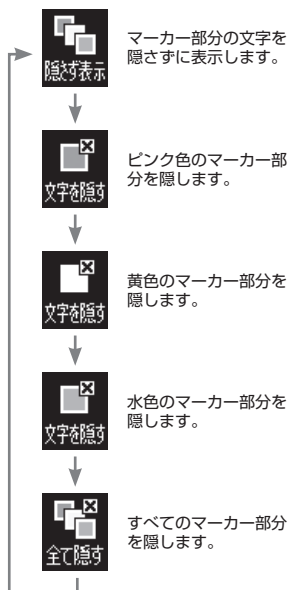 隠さず表示
マーカー部分の文字を
隠さずに表示します。
文字を隠す
ピンク色のマーカー部
分を隠します。
文字を隠す
黄色のマーカー部分を
隠します。
文字を隠す
水色のマーカー部分を
隠します。
全て隠す
すべてのマーカー部分
を隠します。